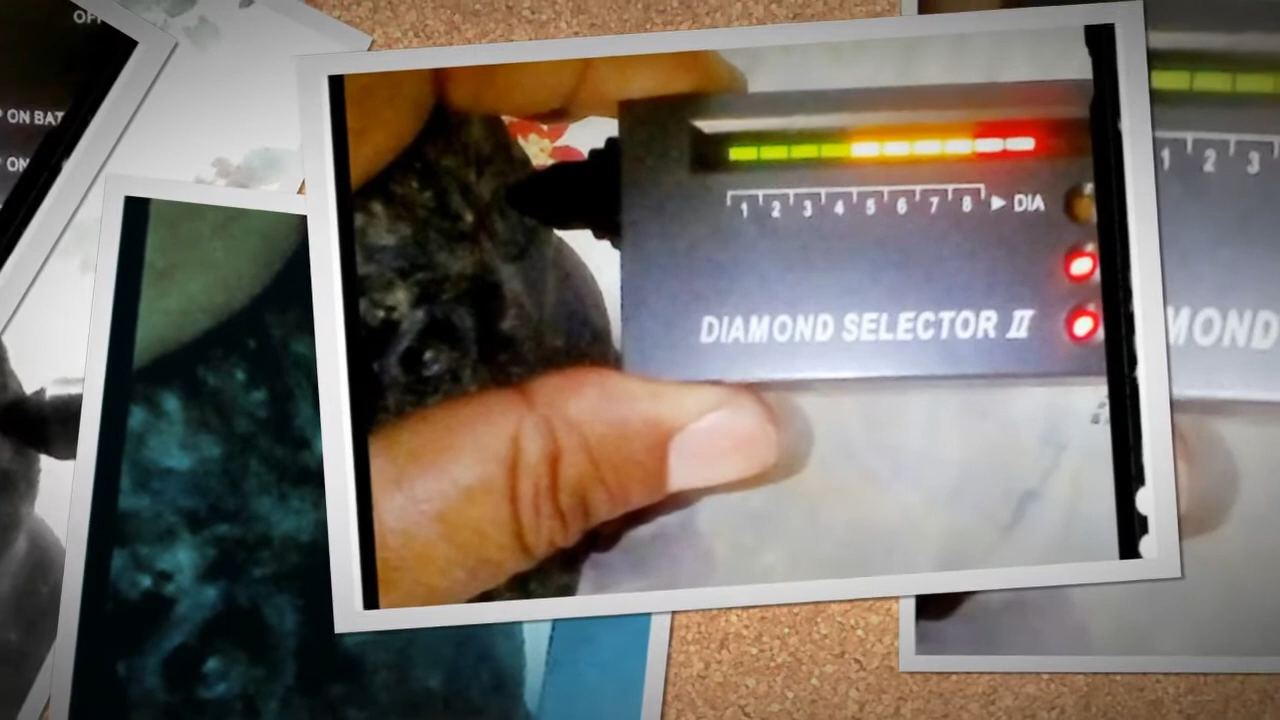 OFF
ON BAT
ON
1 2 3 4 5 6 7 8 ▶ DIA
DIAMOND SELECTOR II
1 2 3
MOND